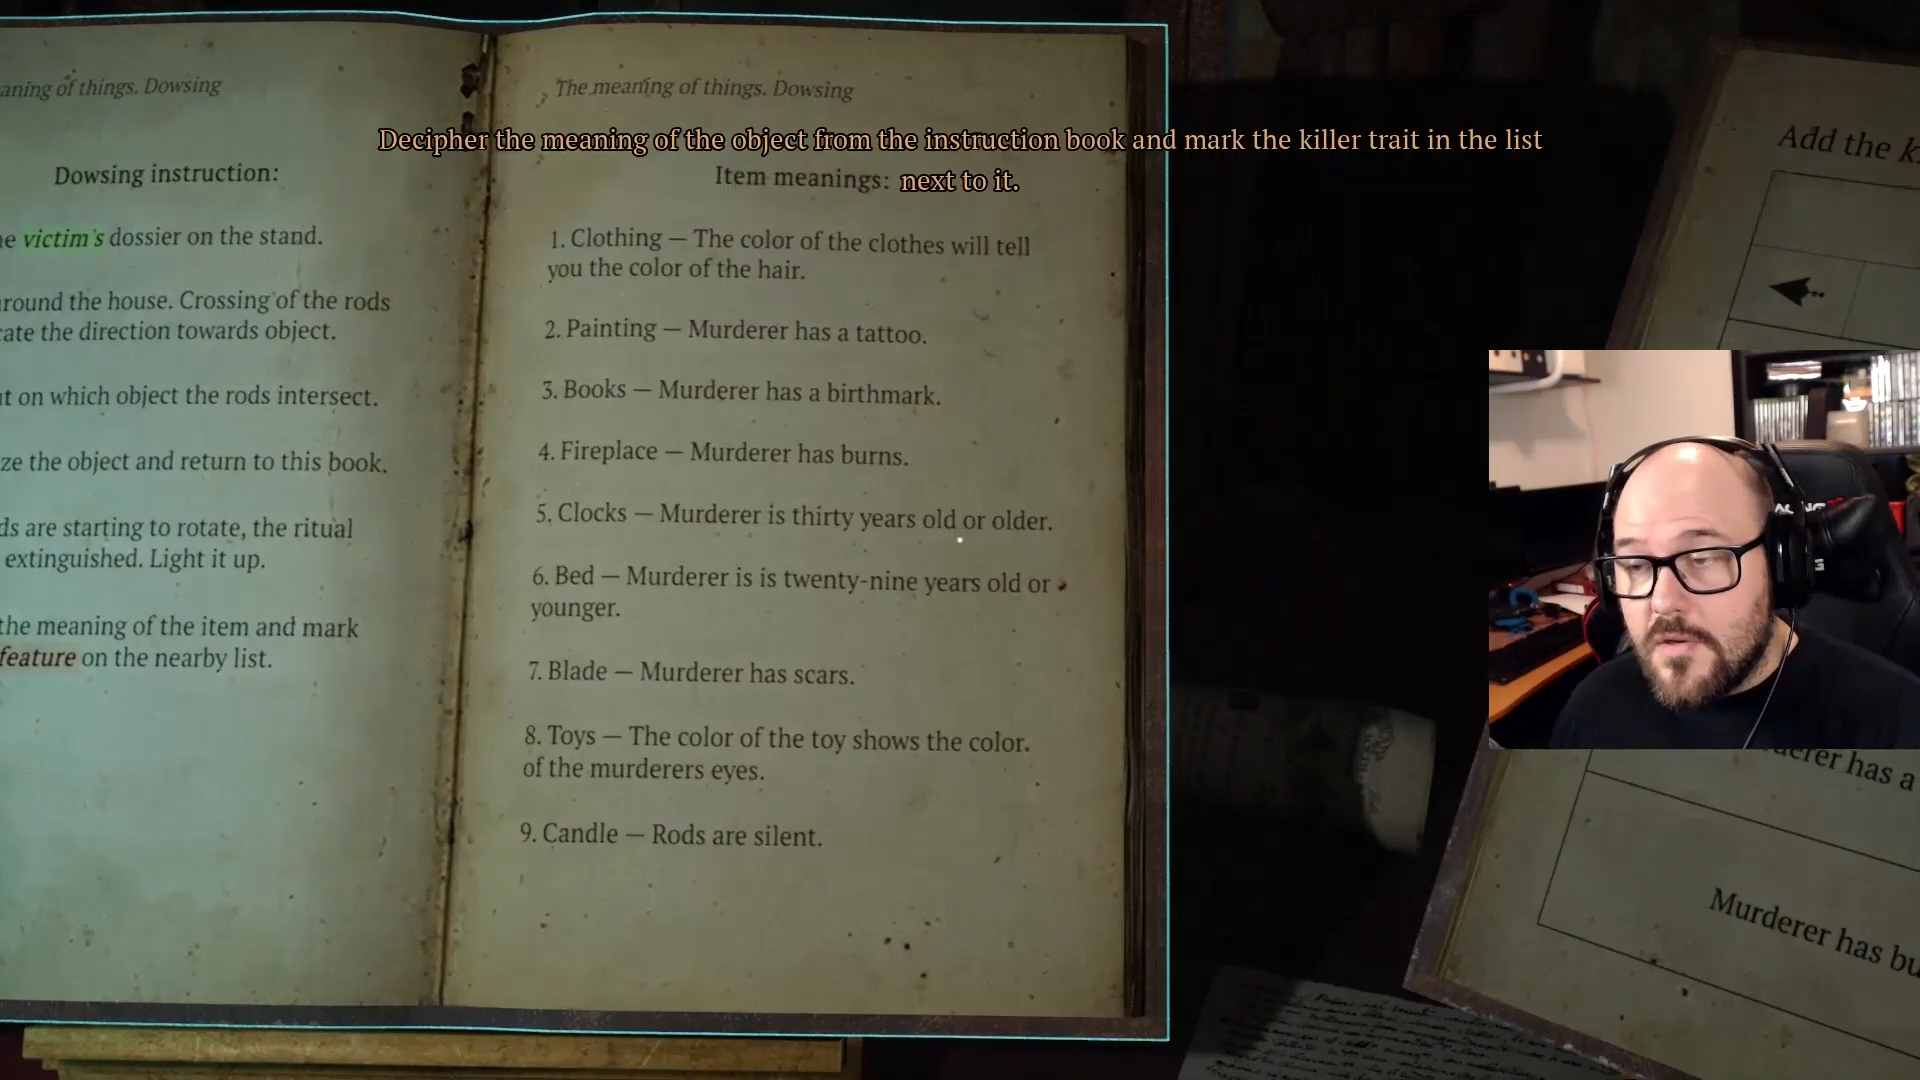 aning of things. Dowsing
The meaning of things. Dowsing
Decipher the meaning of the object from the instruction book and mark the killer trait in the list
next to it.
Dowsing instruction:
victim's dossier on the stand.
round the house. Crossing of the rods
cate the direction towards object.
on which object the rods intersect.
ze the object and return to this book.
ds are starting to rotate, the ritual
extinguished. Light it up.
the meaning of the item and mark
feature on the nearby list.
Item meanings:
1. Clothing — The color of the clothes will tell
you the color of the hair.
2. Painting — Murderer has a tattoo.
3. Books — Murderer has a birthmark.
4. Fireplace — Murderer has burns.
5. Clocks — Murderer is thirty years old or older.
6. Bed — Murderer is is twenty-nine years old or
younger.
7. Blade — Murderer has scars.
8. Toys — The color of the toy shows the color.
of the murderers eyes.
9. Candle — Rods are silent.
Add the k
derer has a
Murderer has bu